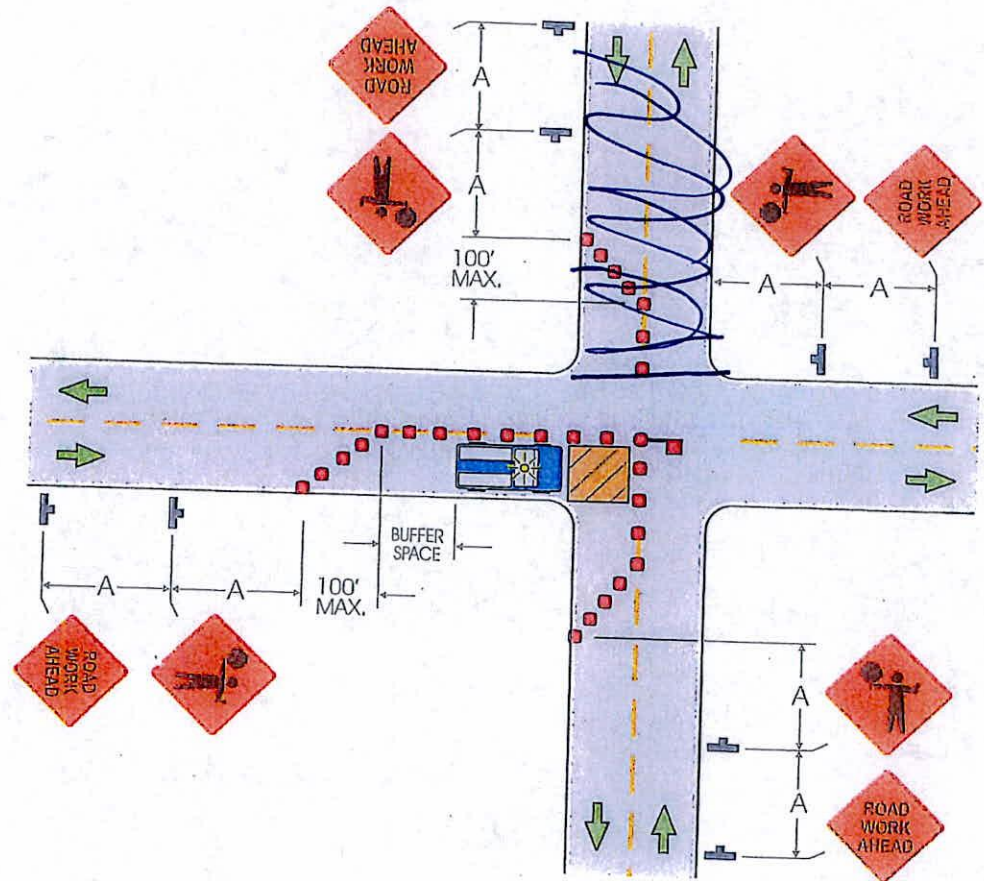 ROAD
WORK
AHEAD
A
A
100'
MAX.
ROAD
WORK
AHEAD
A
A
BUFFER
SPACE
A
A
100'
MAX.
ROAD
WORK
AHEAD
A
A
ROAD
WORK
AHEAD